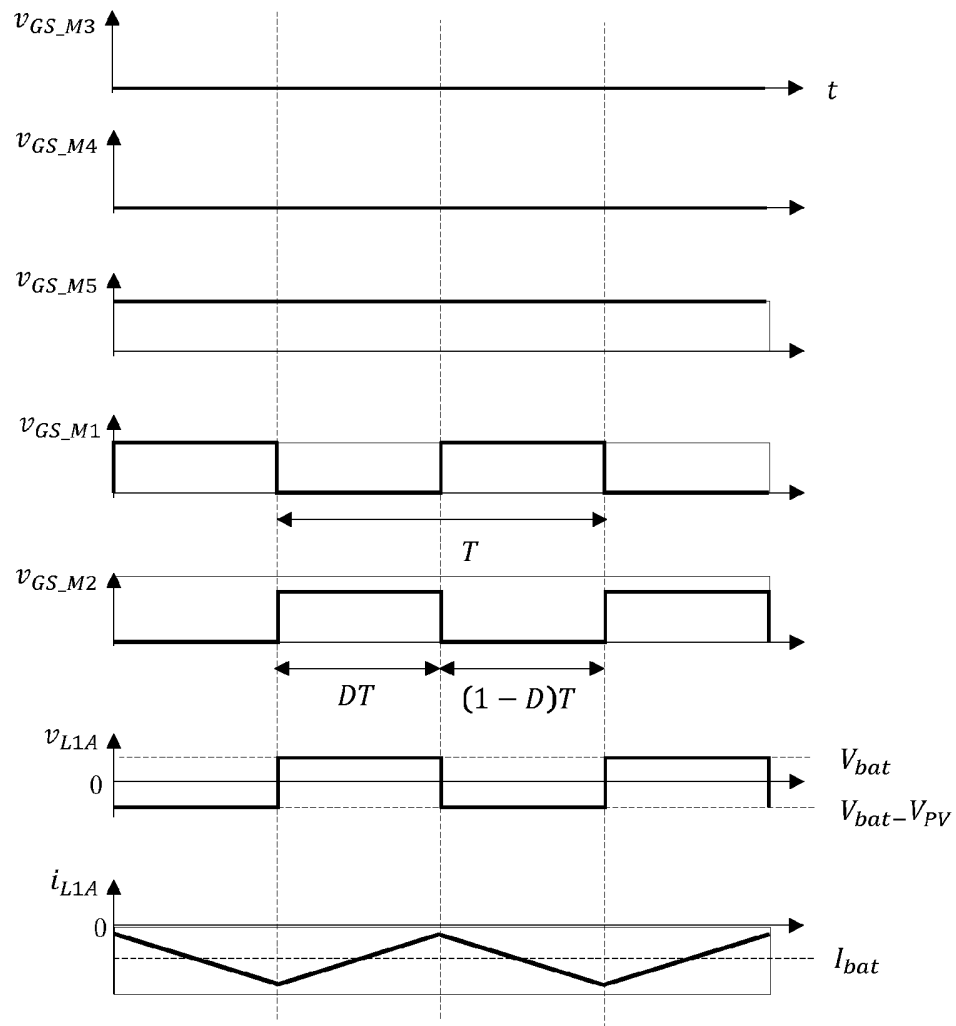 v_GS_M3
t
v_GS_M4
v_GS_M5
v_GS_M1
T
v_GS_M2
DT
(1 − D)T
v_L1A
V_bat
0
V_bat−V_PV
i_L1A
0
I_bat